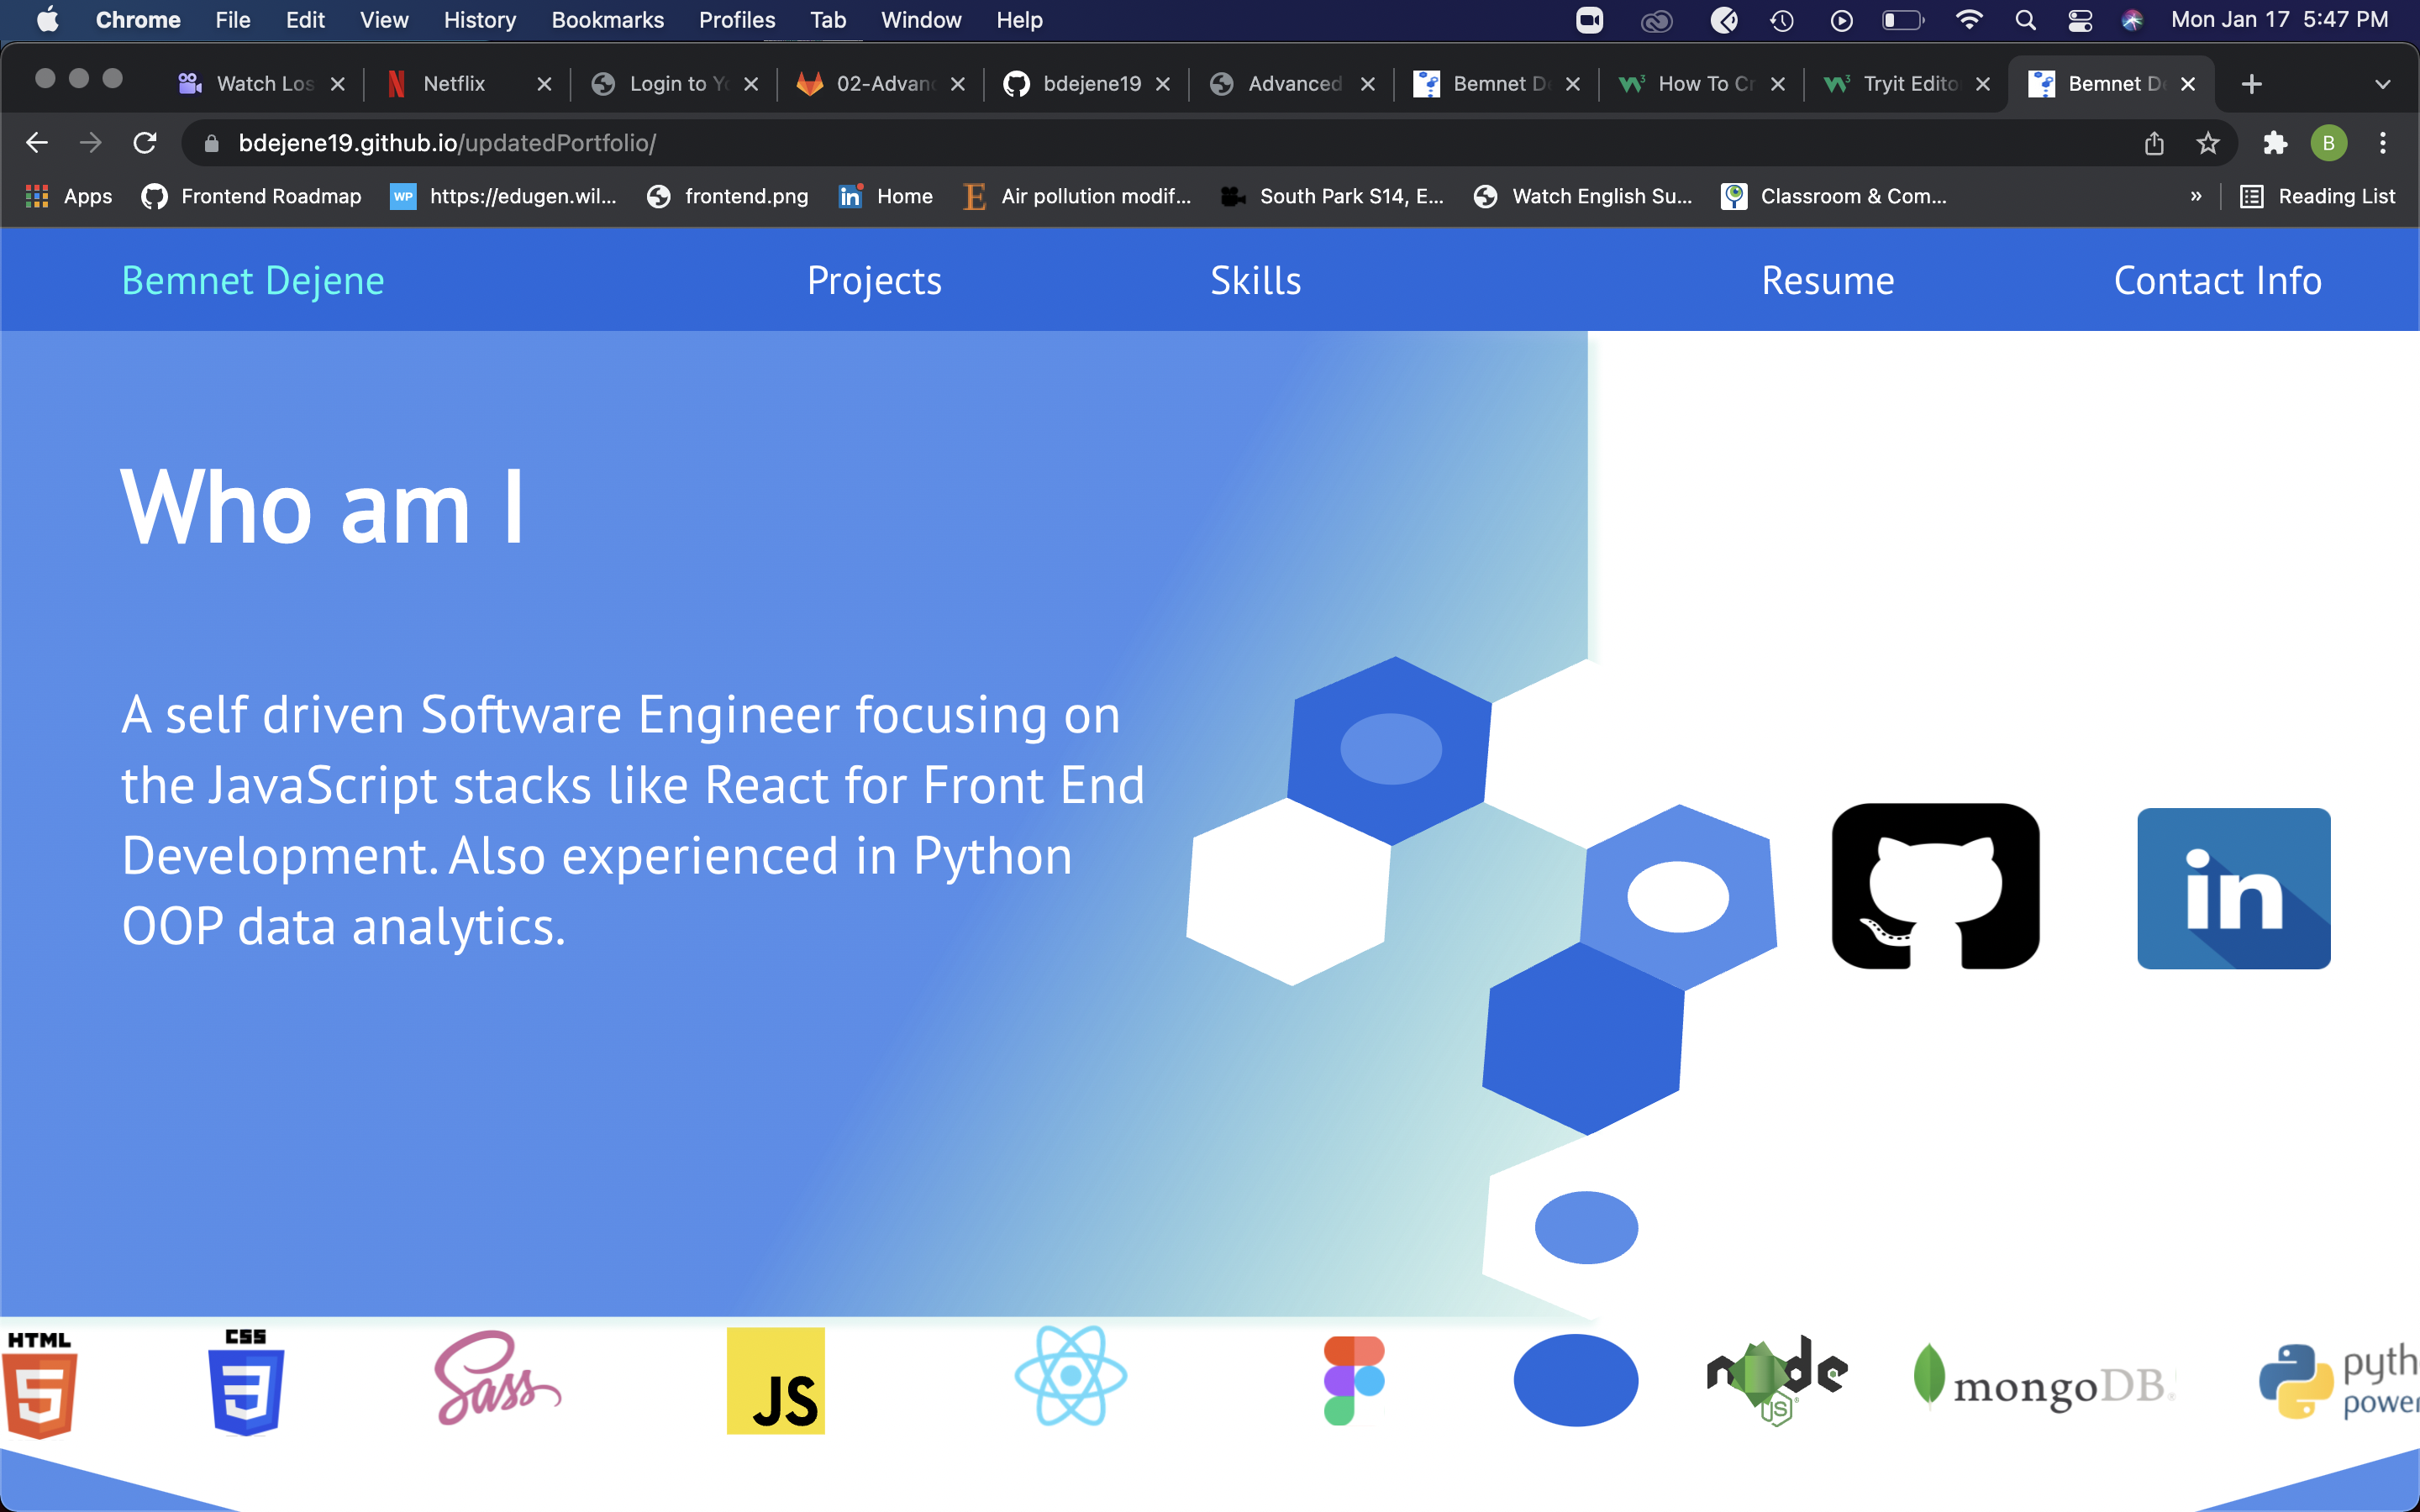 Chrome File Edit View History Bookmarks Profiles Tab Window Help Mon Jan 17 5:47 PM
Watch Los Netflix Login to Yo 02-Advan bdejene19 Advanced Bemnet De How To Cr Tryit Edito Bemnet De
bdejene19.github.io/updatedPortfolio/ B
Apps Frontend Roadmap WP https://edugen.wil... frontend.png in Home E Air pollution modif... South Park S14, E... Watch English Su... Classroom & Com... » Reading List
Bemnet Dejene Projects Skills Resume Contact Info
Who am I
A self driven Software Engineer focusing on
the JavaScript stacks like React for Front End
Development. Also experienced in Python
OOP data analytics.
in
HTML 5 CSS 3 Sass JS node JS mongoDB pyth
power